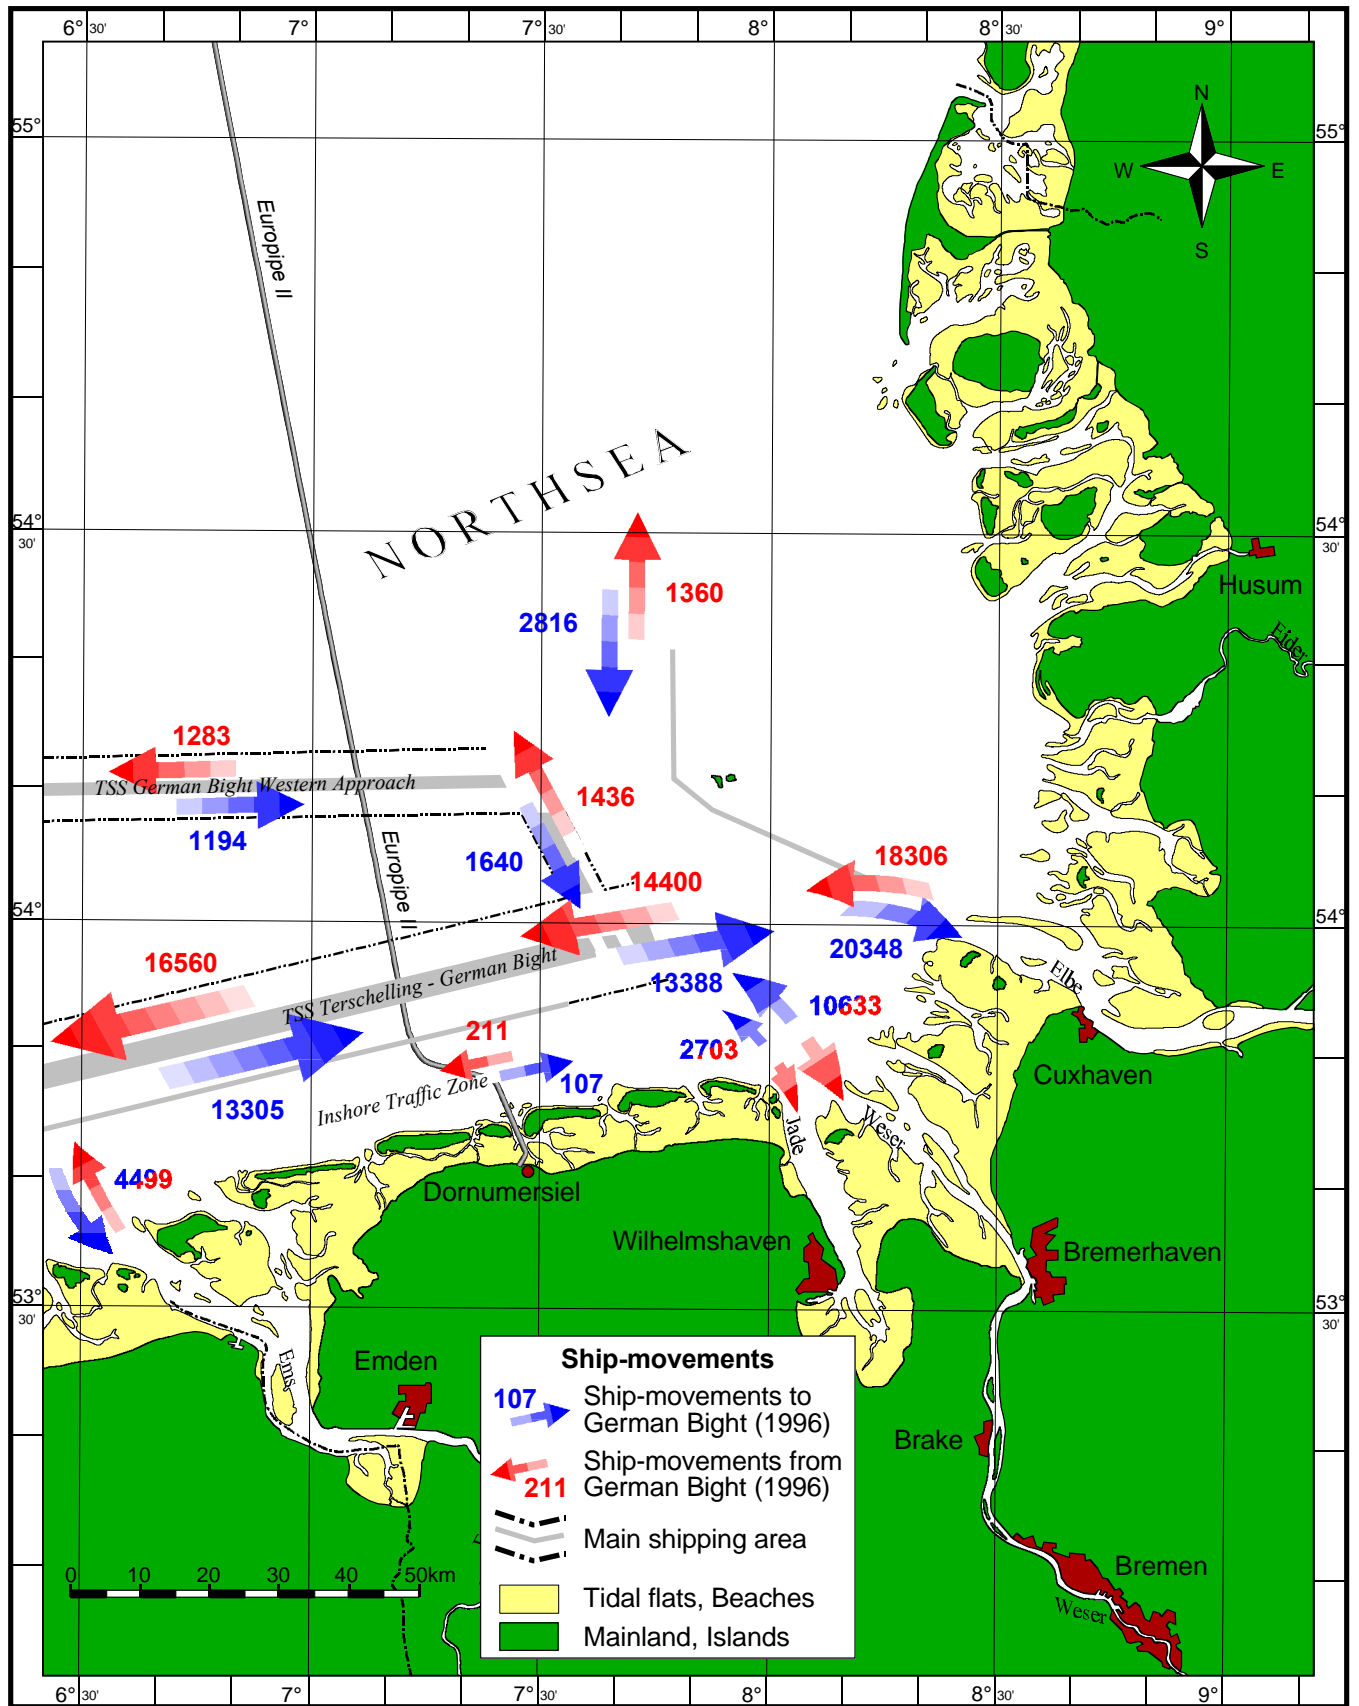 6° 30' 7° 7° 30' 8° 8° 30' 9°
N
W E
S
55° 55°
Europipe II
NORTHSEA
54° 30' 54° 30'
1360
2816
Husum
Eider
1283
TSS German Bight Western Approach
1194
1436
1640
Europipe II
18306
14400
54° 54°
20348
16560
TSS Terschelling - German Bight
13388
Elbe
10633
2703
211
107
13305
Inshore Traffic Zone
Cuxhaven
Jade
Weser
4499
Dornumersiel
Wilhelmshaven
Bremerhaven
53° 30' 53° 30'
Ems
Emden
Brake
Bremen
Weser
Ship-movements
107 Ship-movements to
German Bight (1996)
Ship-movements from
211 German Bight (1996)
Main shipping area
Tidal flats, Beaches
Mainland, Islands
0 10 20 30 40 50km
6° 30' 7° 7° 30' 8° 8° 30' 9°